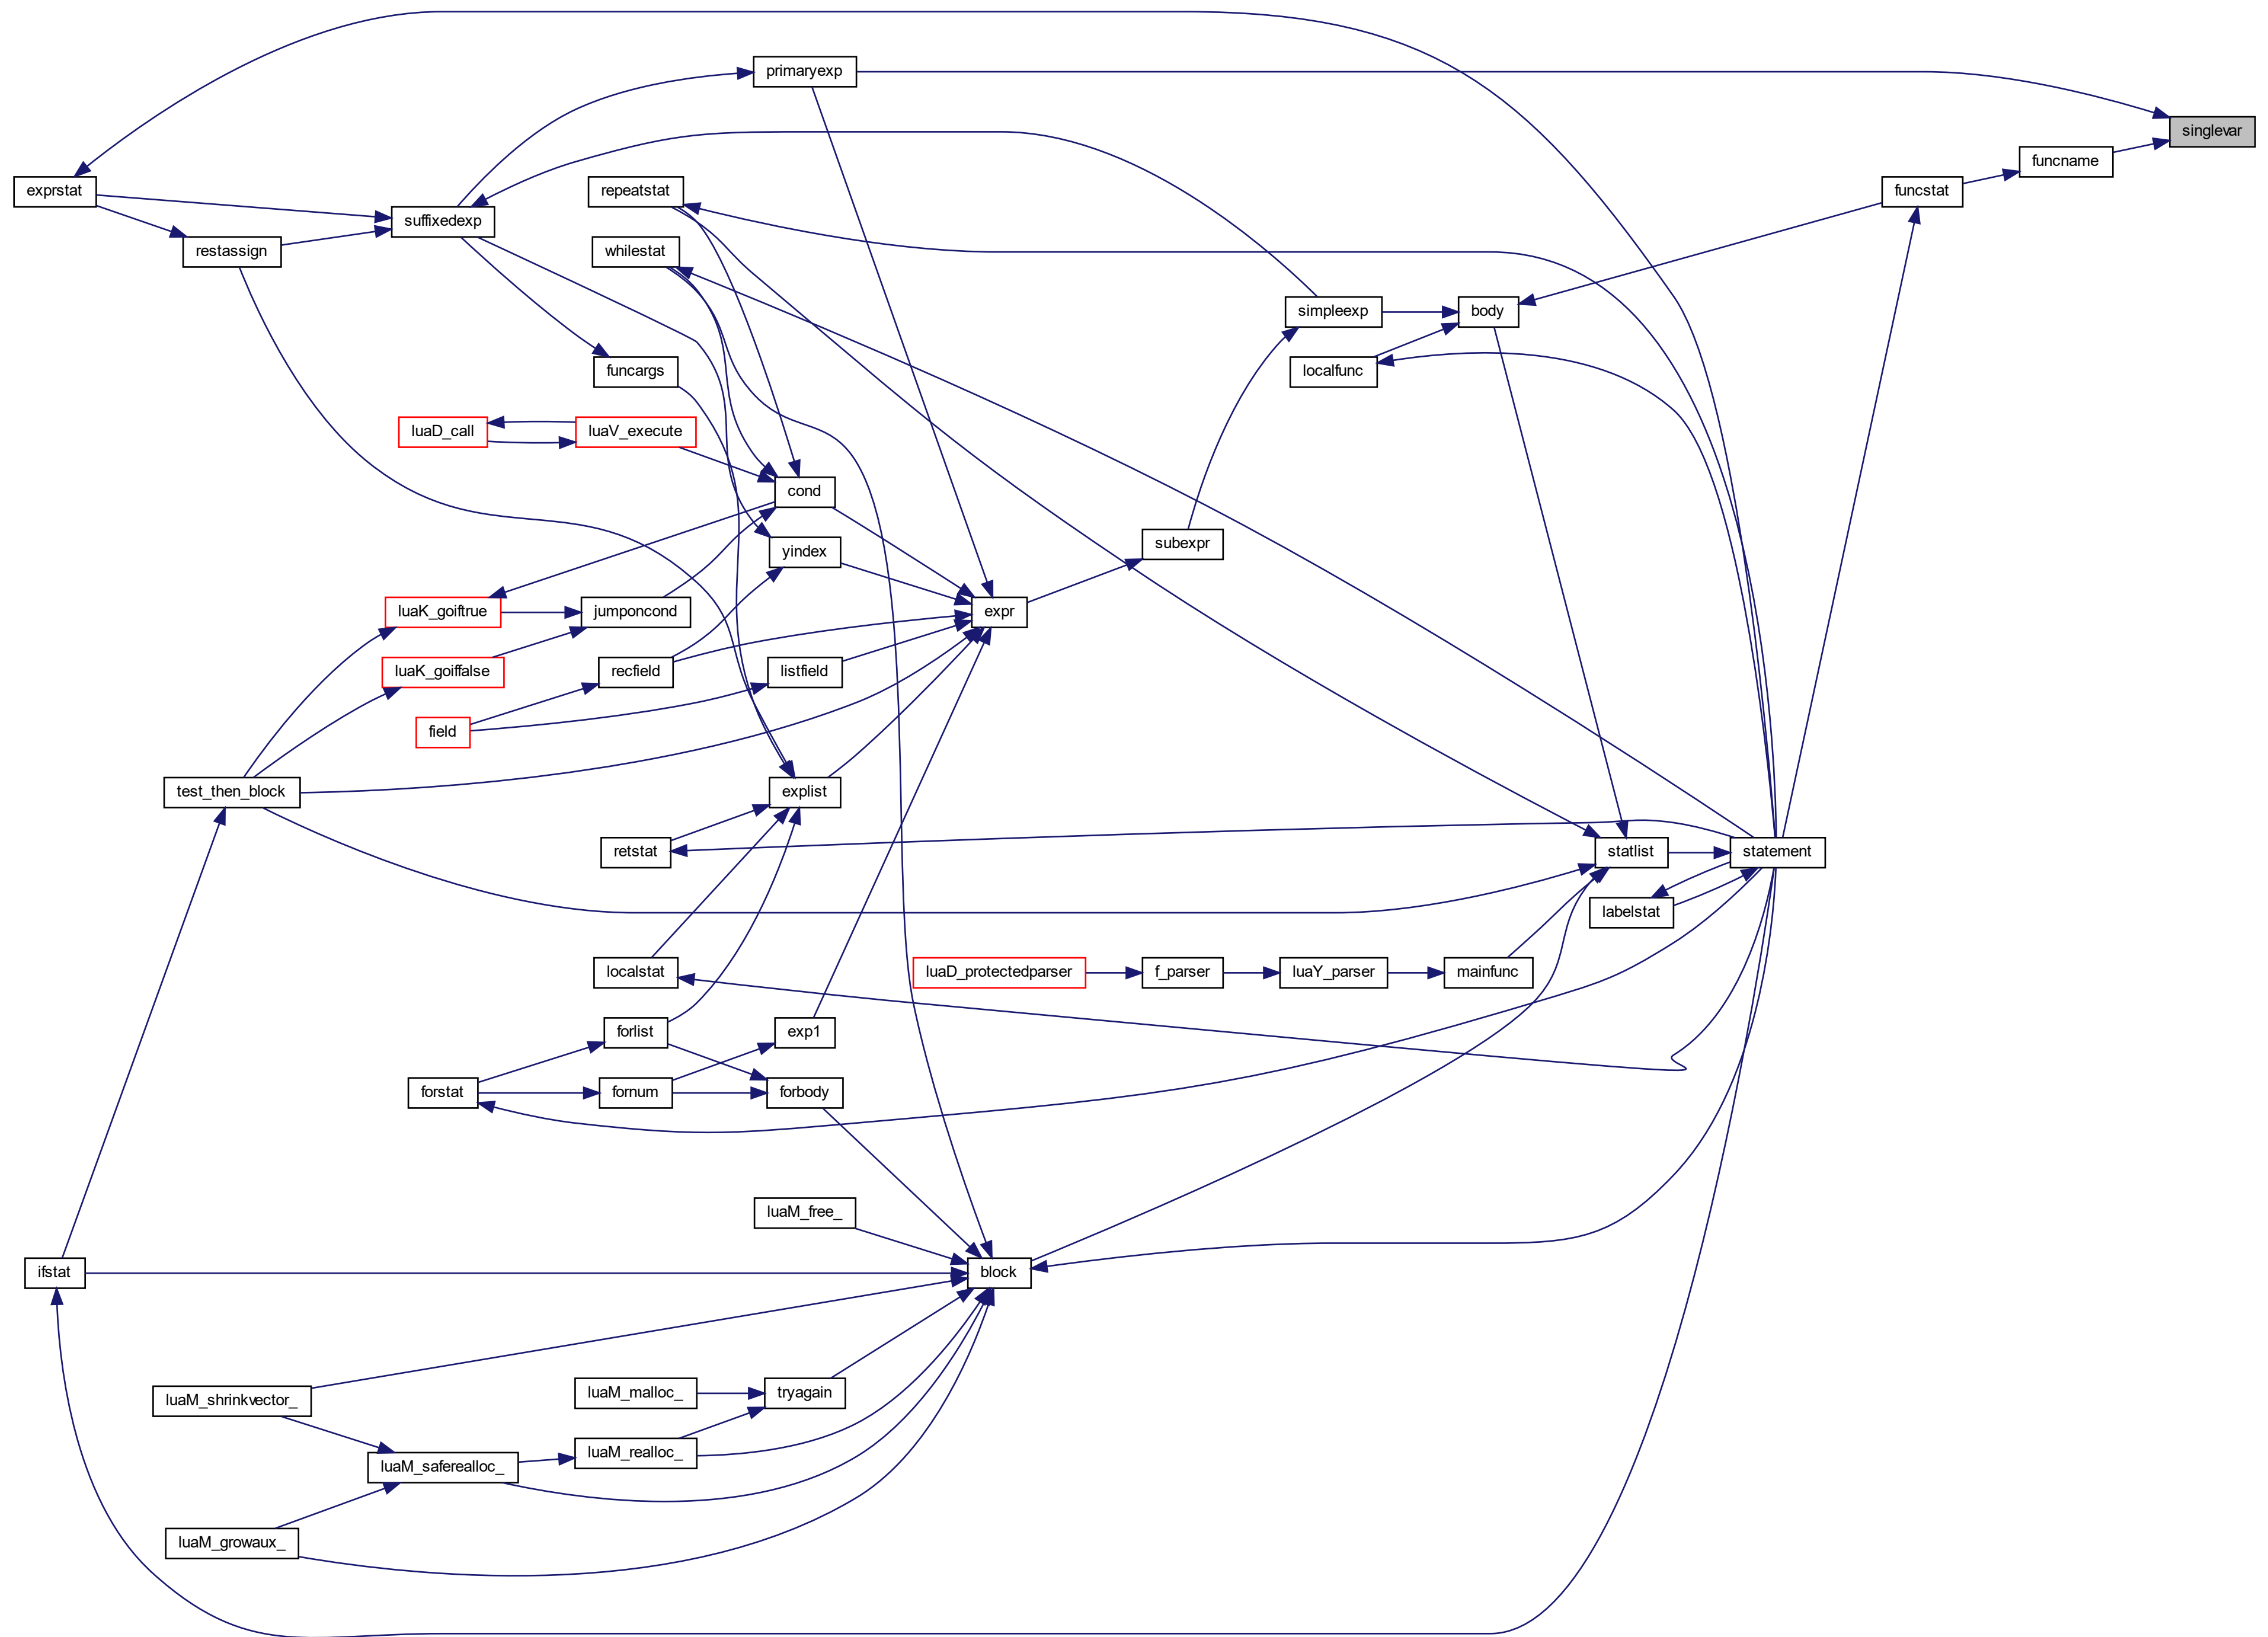 primaryexp
singlevar
funcname
exprstat
repeatstat
funcstat
suffixedexp
restassign
whilestat
simpleexp
body
funcargs
localfunc
luaD_call
luaV_execute
cond
subexpr
yindex
luaK_goiftrue
jumponcond
expr
luaK_goiffalse
recfield
listfield
field
test_then_block
explist
retstat
statlist
statement
labelstat
localstat
luaD_protectedparser
f_parser
luaY_parser
mainfunc
forlist
exp1
forstat
fornum
forbody
luaM_free_
ifstat
block
luaM_shrinkvector_
luaM_malloc_
tryagain
luaM_realloc_
luaM_saferealloc_
luaM_growaux_